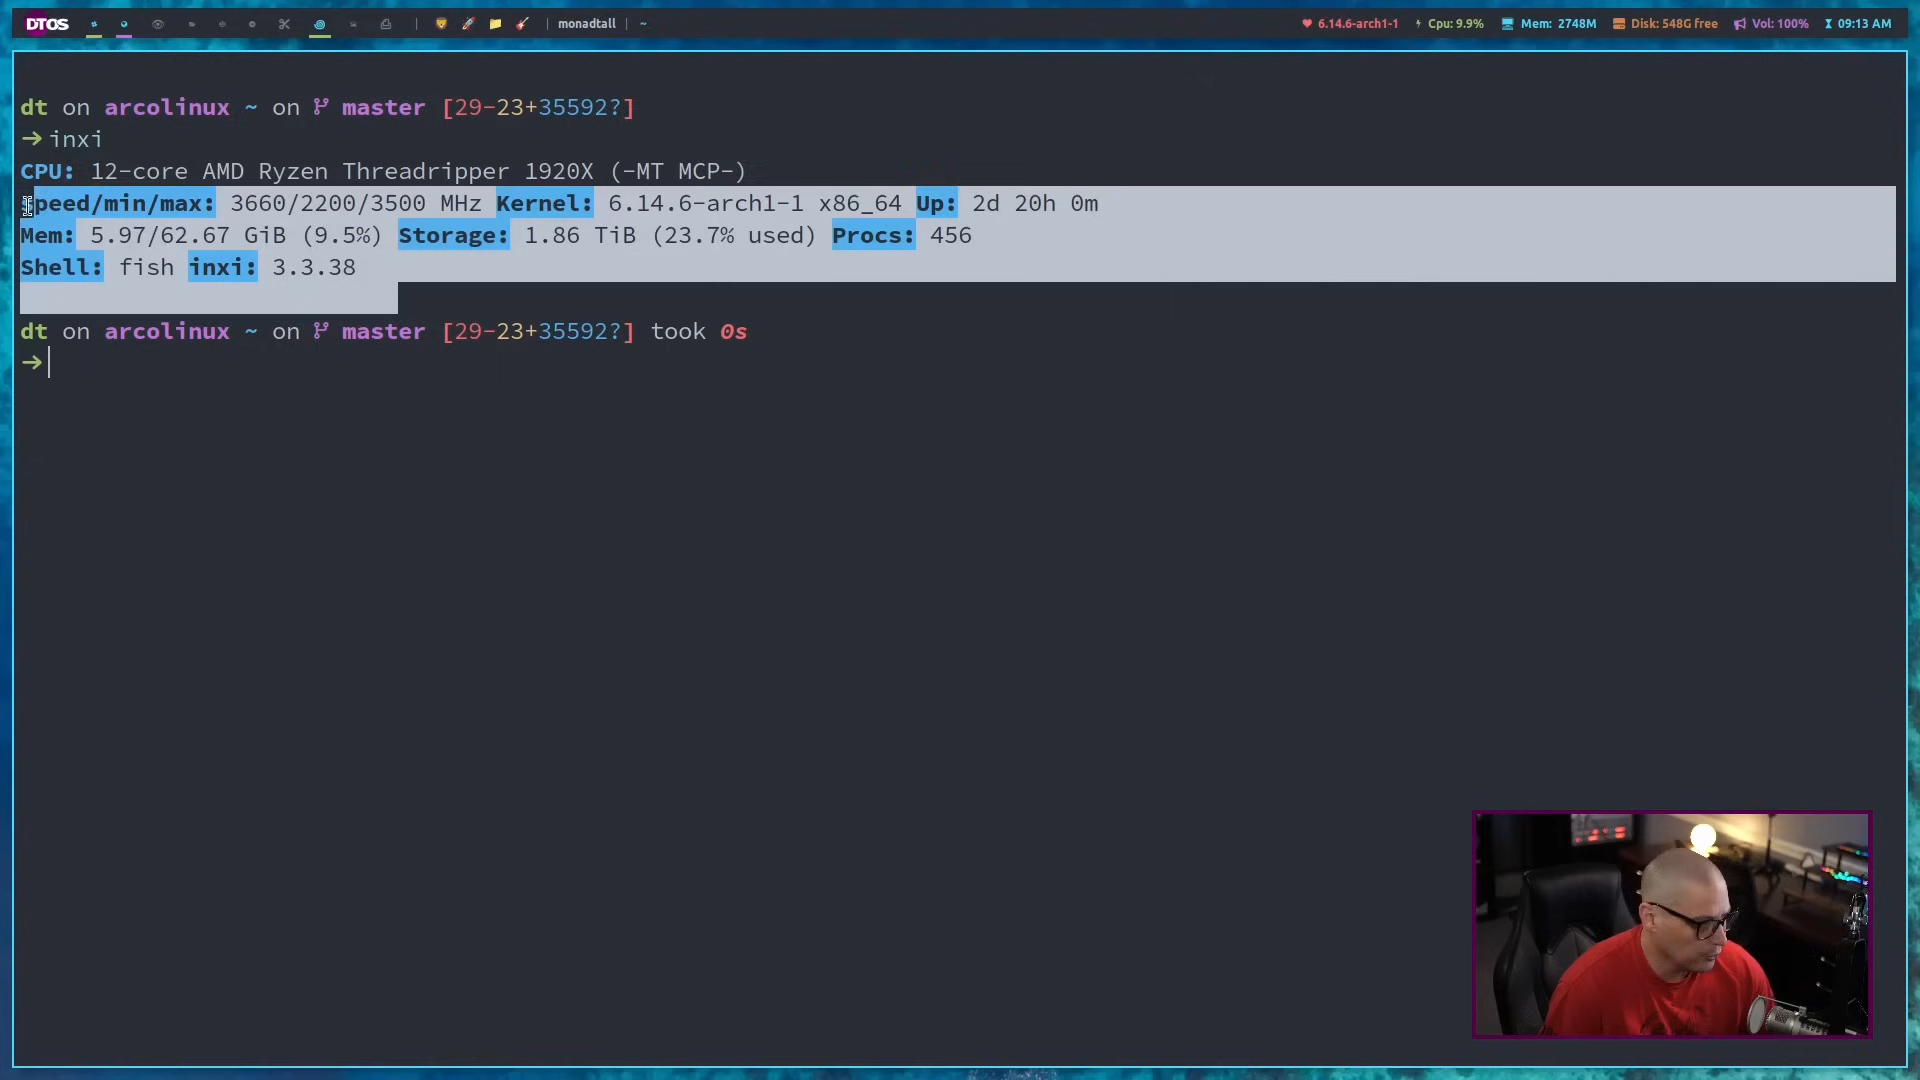 DTOS | monadtall | ~ 6.14.6-arch1-1 Cpu: 9.9% Mem: 2748M Disk: 548G free Vol: 100% 09:13 AM
dt on arcolinux ~ on master [29-23+35592?]
→ inxi
CPU: 12-core AMD Ryzen Threadripper 1920X (-MT MCP-)
Speed/min/max: 3660/2200/3500 MHz Kernel: 6.14.6-arch1-1 x86_64 Up: 2d 20h 0m
Mem: 5.97/62.67 GiB (9.5%) Storage: 1.86 TiB (23.7% used) Procs: 456
Shell: fish inxi: 3.3.38
dt on arcolinux ~ on master [29-23+35592?] took 0s
→